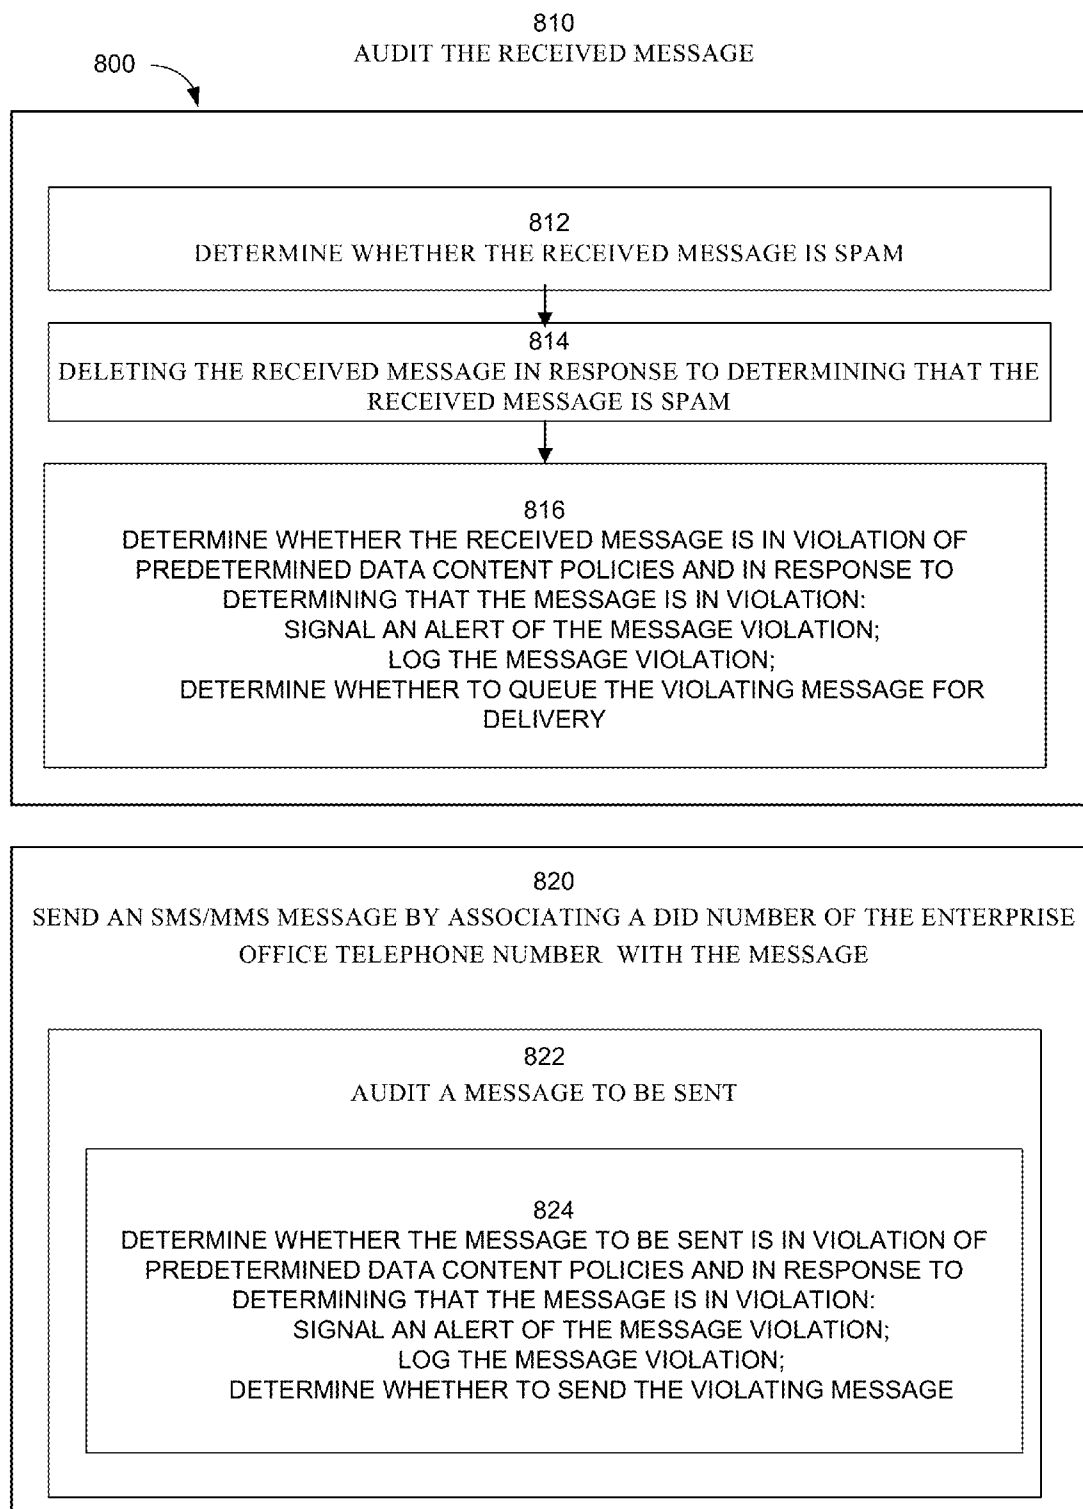 810
AUDIT THE RECEIVED MESSAGE
800
812
DETERMINE WHETHER THE RECEIVED MESSAGE IS SPAM
814
DELETING THE RECEIVED MESSAGE IN RESPONSE TO DETERMINING THAT THE
RECEIVED MESSAGE IS SPAM
816
DETERMINE WHETHER THE RECEIVED MESSAGE IS IN VIOLATION OF
PREDETERMINED DATA CONTENT POLICIES AND IN RESPONSE TO
DETERMINING THAT THE MESSAGE IS IN VIOLATION:
SIGNAL AN ALERT OF THE MESSAGE VIOLATION;
LOG THE MESSAGE VIOLATION;
DETERMINE WHETHER TO QUEUE THE VIOLATING MESSAGE FOR
DELIVERY
820
SEND AN SMS/MMS MESSAGE BY ASSOCIATING A DID NUMBER OF THE ENTERPRISE
OFFICE TELEPHONE NUMBER WITH THE MESSAGE
822
AUDIT A MESSAGE TO BE SENT
824
DETERMINE WHETHER THE MESSAGE TO BE SENT IS IN VIOLATION OF
PREDETERMINED DATA CONTENT POLICIES AND IN RESPONSE TO
DETERMINING THAT THE MESSAGE IS IN VIOLATION:
SIGNAL AN ALERT OF THE MESSAGE VIOLATION;
LOG THE MESSAGE VIOLATION;
DETERMINE WHETHER TO SEND THE VIOLATING MESSAGE